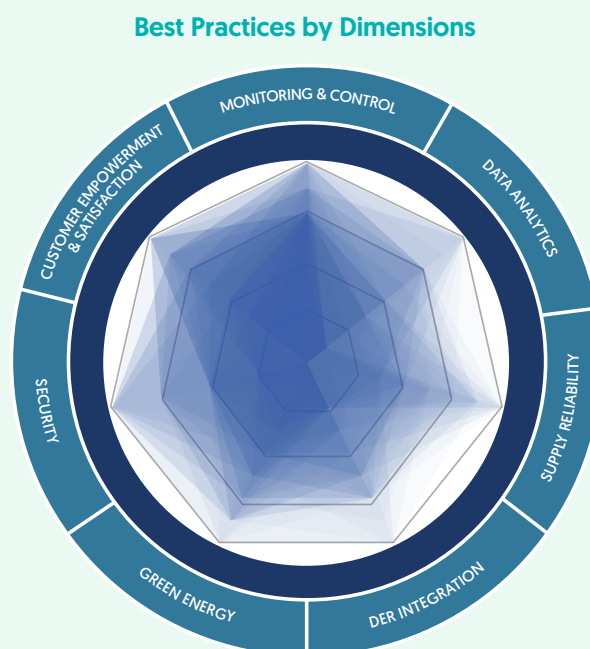 Best Practices by Dimensions
MONITORING & CONTROL
DATA ANALYTICS
SUPPLY RELIABILITY
DER INTEGRATION
GREEN ENERGY
SECURITY
CUSTOMER EMPOWERMENT
& SATISFACTION